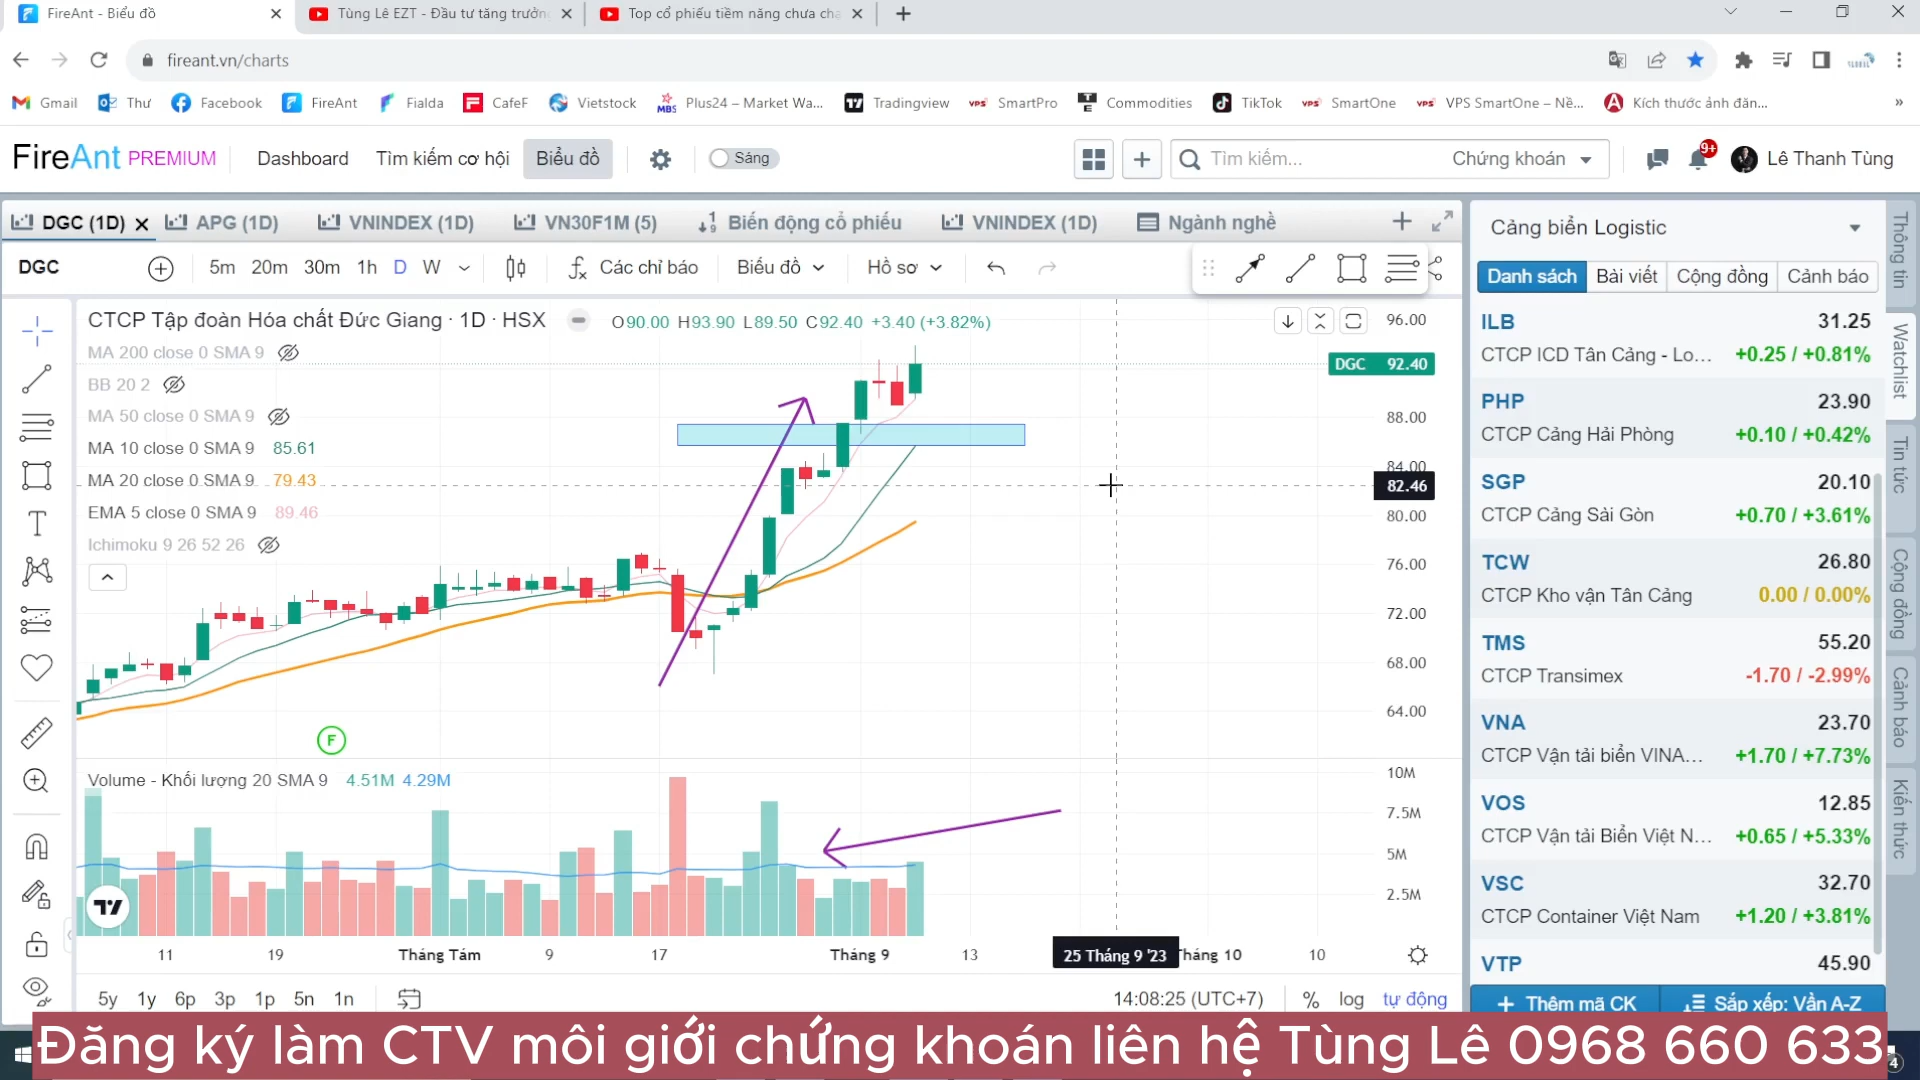 FireAnt - Biểu đồ
Tùng Lê EZT - Đầu tư tăng trưởng
Top cổ phiếu tiềm năng chưa chạ
fireant.vn/charts
Gmail Thư Facebook FireAnt Fialda CafeF Vietstock Plus24 – Market Wa... Tradingview SmartPro Commodities TikTok SmartOne VPS SmartOne – Nề... Kích thước ảnh đăn... »
FireAnt PREMIUM Dashboard Tìm kiếm cơ hội Biểu đồ Sáng Tìm kiếm... Chứng khoán 9+ Lê Thanh Tùng
DGC (1D) APG (1D) VNINDEX (1D) VN30F1M (5) Biến động cổ phiếu VNINDEX (1D) Ngành nghề
DGC 5m 20m 30m 1h D W Các chỉ báo Biểu đồ Hồ sơ
CTCP Tập đoàn Hóa chất Đức Giang · 1D · HSX O90.00 H93.90 L89.50 C92.40 +3.40 (+3.82%)
MA 200 close 0 SMA 9
BB 20 2
MA 50 close 0 SMA 9
MA 10 close 0 SMA 9 85.61
MA 20 close 0 SMA 9 79.43
EMA 5 close 0 SMA 9 89.46
Ichimoku 9 26 52 26
F
96.00
DGC 92.40
88.00
84.00
82.46
80.00
76.00
72.00
68.00
64.00
Volume - Khối lượng 20 SMA 9 4.51M 4.29M
10M
7.5M
5M
2.5M
11 19 Tháng Tám 9 17 Tháng 9 13 25 Tháng 9 '23 Tháng 10 10
5y 1y 6p 3p 1p 5n 1n 14:08:25 (UTC+7) % log tự động
Cảng biển Logistic
Danh sách Bài viết Cộng đồng Cảnh báo
ILB 31.25
CTCP ICD Tân Cảng - Lo... +0.25 / +0.81%
PHP 23.90
CTCP Cảng Hải Phòng +0.10 / +0.42%
SGP 20.10
CTCP Cảng Sài Gòn +0.70 / +3.61%
TCW 26.80
CTCP Kho vận Tân Cảng 0.00 / 0.00%
TMS 55.20
CTCP Transimex -1.70 / -2.99%
VNA 23.70
CTCP Vận tải biển VINA... +1.70 / +7.73%
VOS 12.85
CTCP Vận tải Biển Việt N... +0.65 / +5.33%
VSC 32.70
CTCP Container Việt Nam +1.20 / +3.81%
VTP 45.90
Thêm mã CK Sắp xếp: Vần A-Z
Thông tin
Watchlist
Tin tức
Cộng đồng
Cảnh báo
Kiến thức
Đăng ký làm CTV môi giới chứng khoán liên hệ Tùng Lê 0968 660 633.